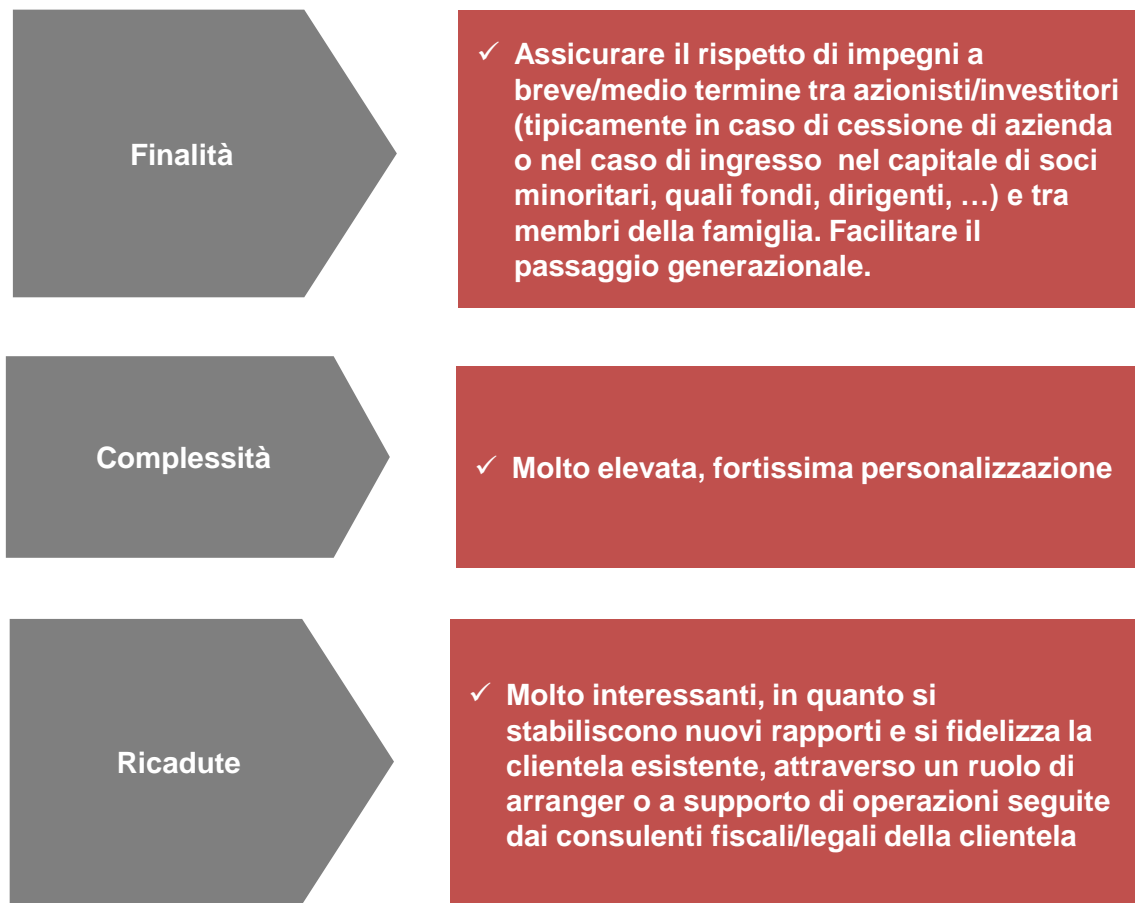 Finalità
✓ Assicurare il rispetto di impegni a
breve/medio termine tra azionisti/investitori
(tipicamente in caso di cessione di azienda
o nel caso di ingresso nel capitale di soci
minoritari, quali fondi, dirigenti, …) e tra
membri della famiglia. Facilitare il
passaggio generazionale.
Complessità
✓ Molto elevata, fortissima personalizzazione
Ricadute
✓ Molto interessanti, in quanto si
stabiliscono nuovi rapporti e si fidelizza la
clientela esistente, attraverso un ruolo di
arranger o a supporto di operazioni seguite
dai consulenti fiscali/legali della clientela